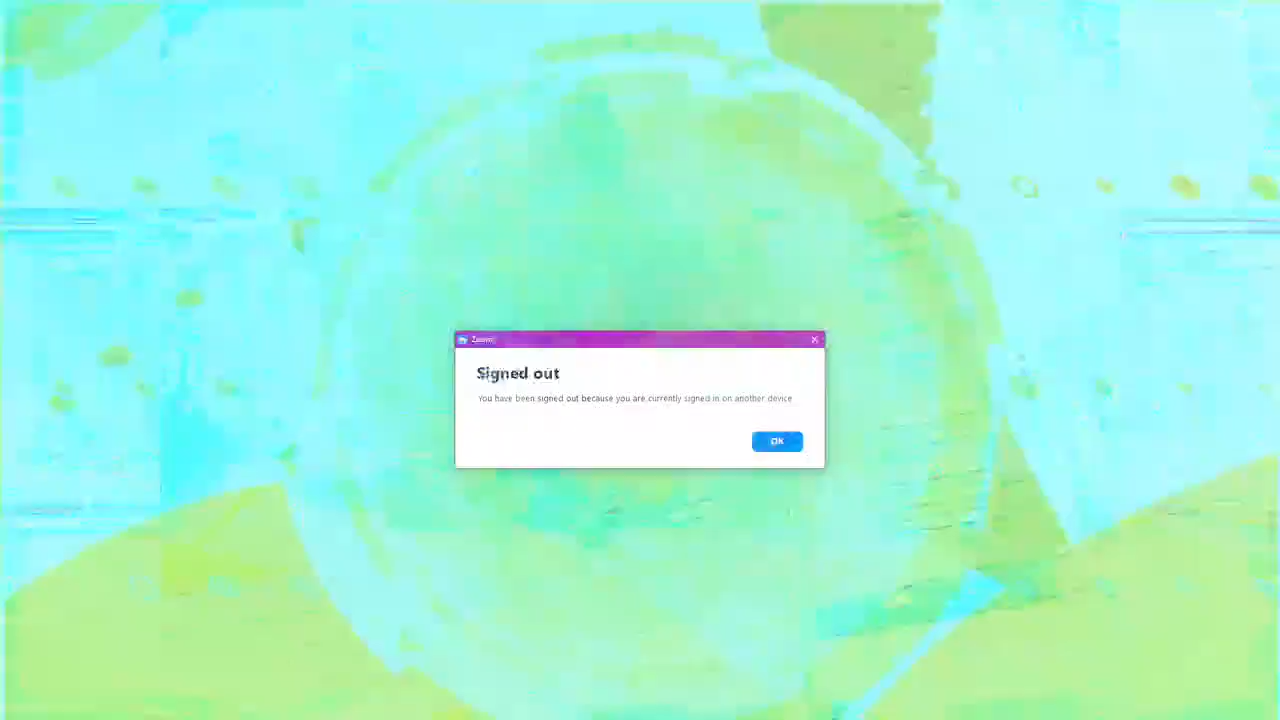 Zoom
Signed out
You have been signed out because you are currently signed in on another device
OK